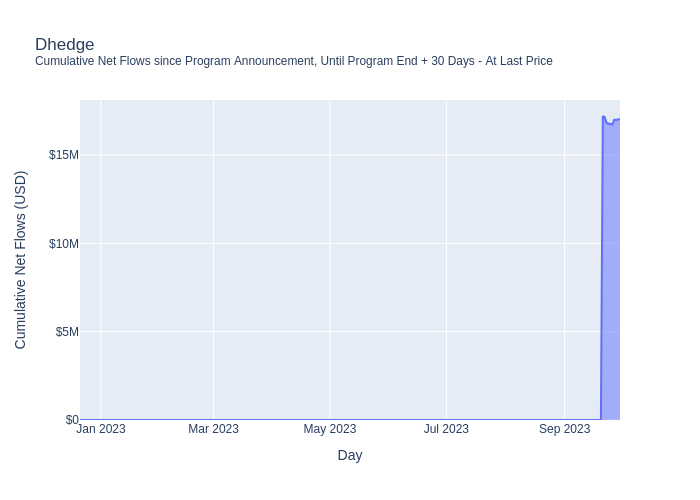 Dhedge
Cumulative Net Flows since Program Announcement, Until Program End + 30 Days - At Last Price
Cumulative Net Flows (USD)
$15M
$10M
$5M
$0
Jan 2023
Mar 2023
May 2023
Jul 2023
Sep 2023
Day